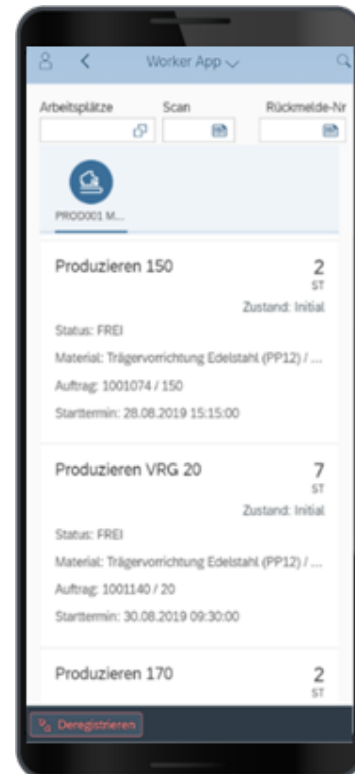 Worker App
Arbeitsplätze Scan Rückmelde-Nr
PROD001 M...
Produzieren 150 2
ST
Zustand: Initial
Status: FREI
Material: Trägervorrichtung Edelstahl (PP12) / ...
Auftrag: 1001074 / 150
Starttermin: 28.08.2019 15:15:00
Produzieren VRG 20 7
ST
Zustand: Initial
Status: FREI
Material: Trägervorrichtung Edelstahl (PP12) / ...
Auftrag: 1001140 / 20
Starttermin: 30.08.2019 09:30:00
Produzieren 170 2
ST
Deregistrieren